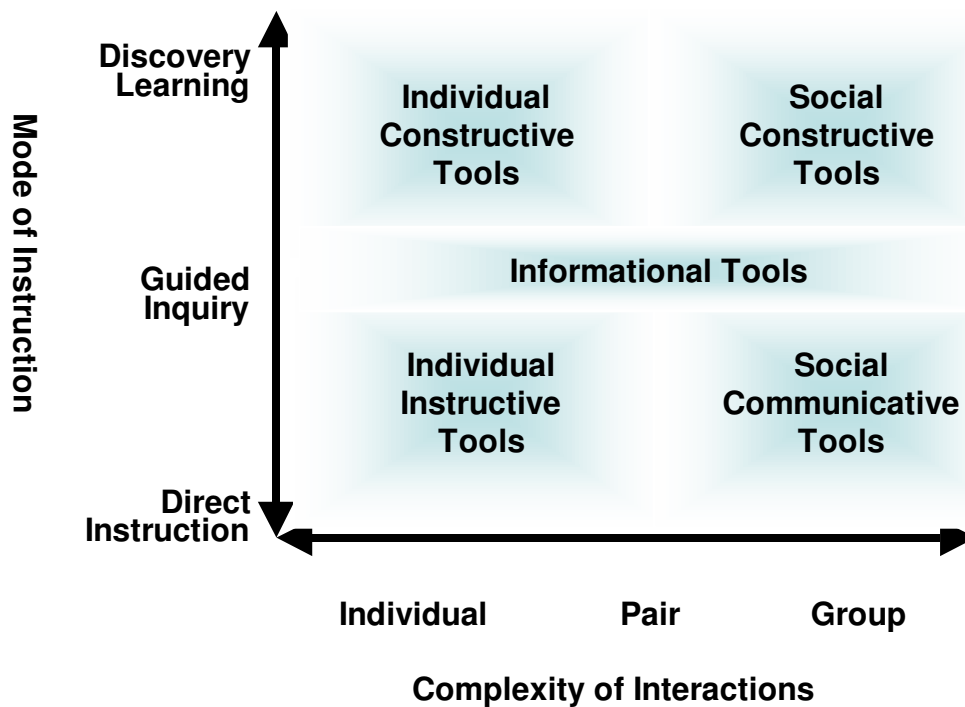 Discovery
Learning
Individual
Constructive
Tools
Social
Constructive
Tools
Mode of Instruction
Guided
Inquiry
Informational Tools
Individual
Instructive
Tools
Social
Communicative
Tools
Direct
Instruction
Individual Pair Group
Complexity of Interactions